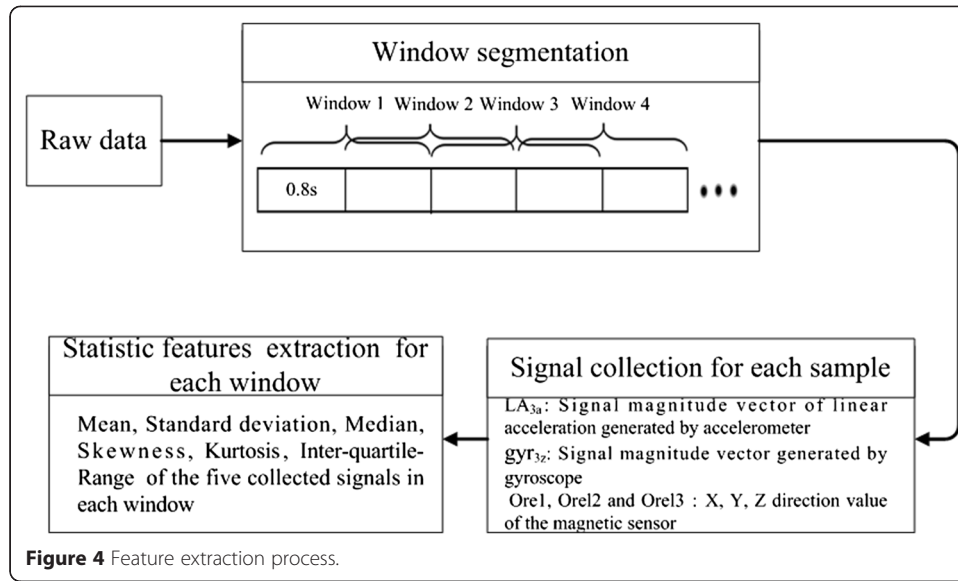 Window segmentation
Window 1 Window 2 Window 3 Window 4
Raw data
0.8s
Statistic features extraction for
each window
Mean, Standard deviation, Median,
Skewness, Kurtosis, Inter-quartile-
Range of the five collected signals in
each window
Signal collection for each sample
LA3a: Signal magnitude vector of linear
acceleration generated by accelerometer
gyr3z: Signal magnitude vector generated by
gyroscope
Ore1, Ore2 and Ore3 : X, Y, Z direction value
of the magnetic sensor
Figure 4 Feature extraction process.